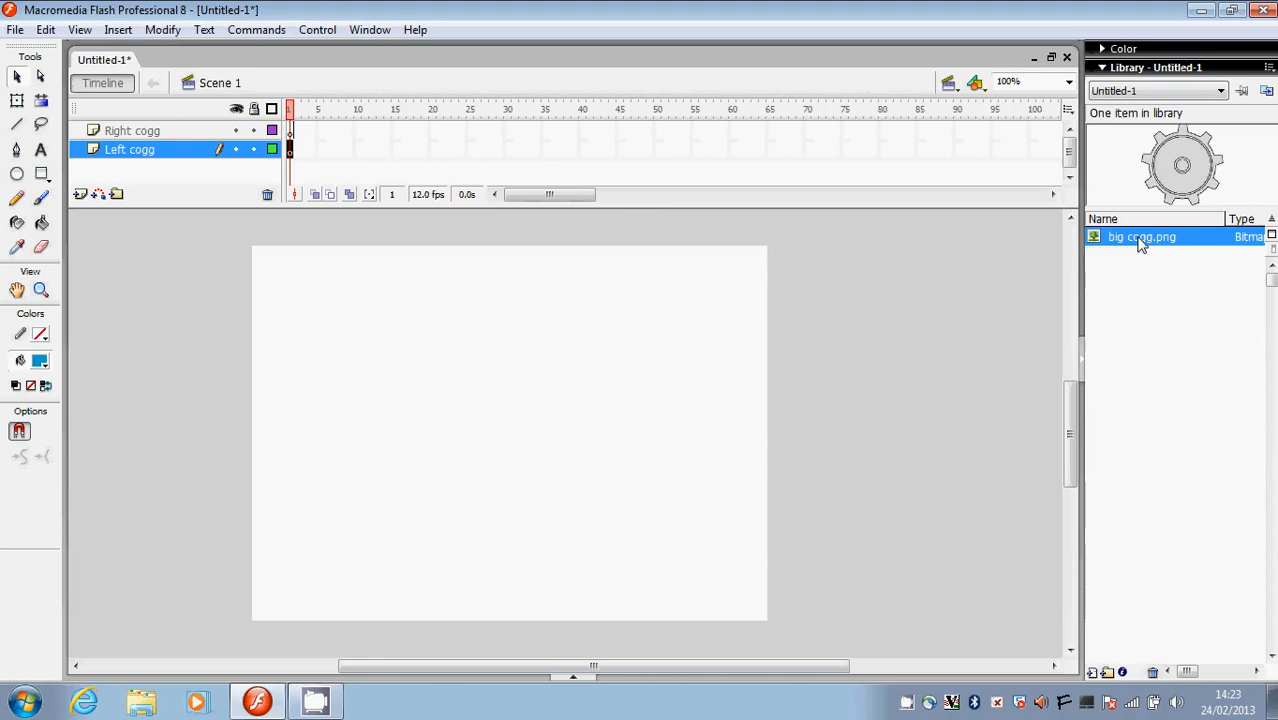 Macromedia Flash Professional 8 - [Untitled-1*]
File Edit View Insert Modify Text Commands Control Window Help
Tools
View
Colors
Options
Untitled-1*
Timeline
Scene 1
100%
1 5 10 15 20 25 30 35 40 45 50 55 60 65 70 75 80 85 90 95 100
Right cogg
Left cogg
1 12.0 fps 0.0s
Color
Library - Untitled-1
Untitled-1
One item in library
Name Type
big cogg.png Bitma
14:23
24/02/2013